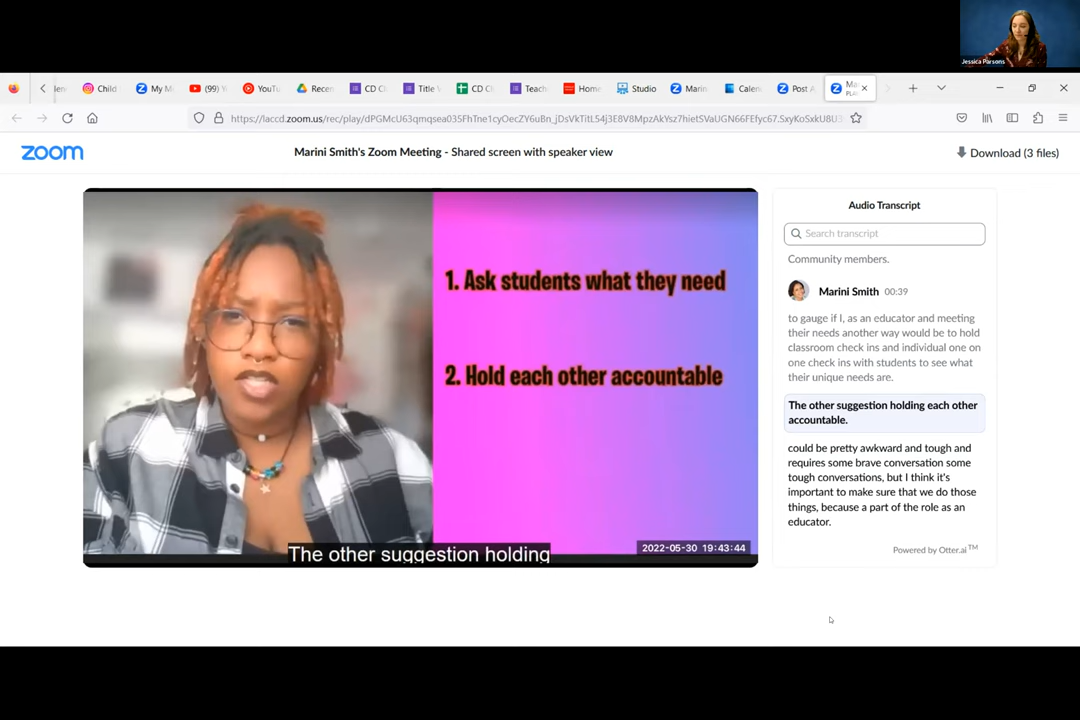 Jessica Parsons
Child
My M
(99)
YouTu
Recen
CD C
Title
CD C
Teach
Home
Studio
Marin
Calen
Post A
Ma
https://laccd.zoom.us/rec/play/
zoom
Marini Smith's Zoom Meeting - Shared screen with speaker view
Download (3 files)
1. Ask students what they need
2. Hold each other accountable
The other suggestion holding
2022-05-30 19:43:44
Audio Transcript
Search transcript
Community members.
Marini Smith 00:39
to gauge if I, as an educator and meeting
their needs another way would be to hold
classroom check ins and individual one on
one check ins with students to see what
their unique needs are.
The other suggestion holding each other
accountable.
could be pretty awkward and tough and
requires some brave conversation some
tough conversations, but I think it's
important to make sure that we do those
things, because a part of the role as an
educator.
Powered by Otter.ai™